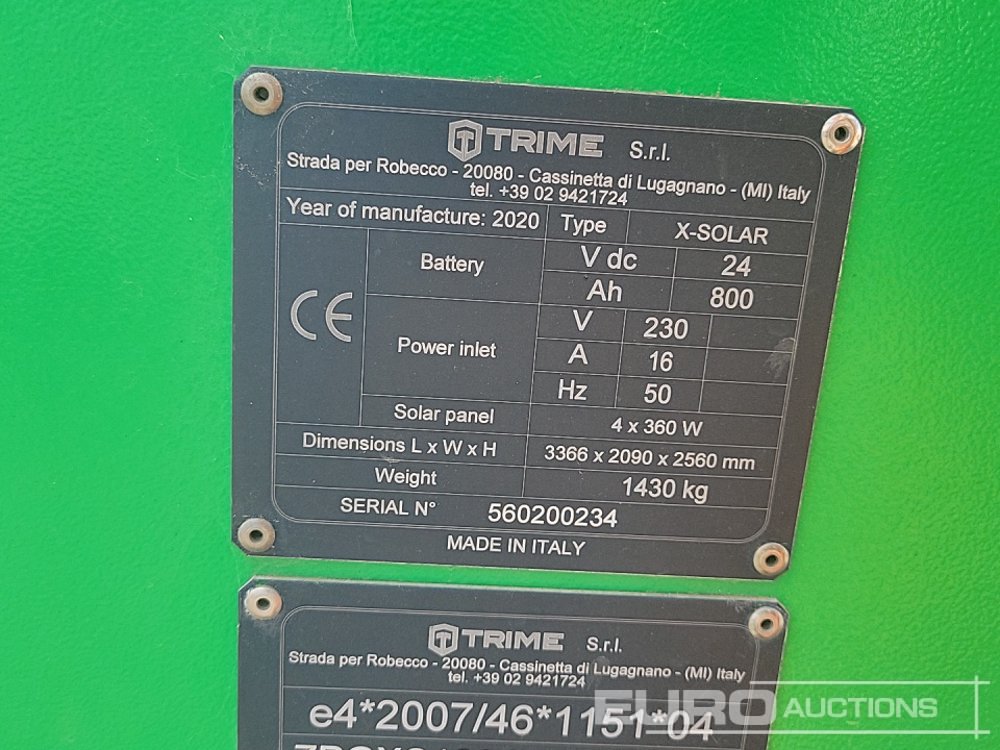 TRIME S.r.l.
Strada per Robecco - 20080 - Cassinetta di Lugagnano - (MI) Italy
tel. +39 02 9421724
Year of manufacture: 2020 Type X-SOLAR
CE
Battery
V dc 24
Ah 800
Power inlet
V 230
A 16
Hz 50
Solar panel 4 x 360 W
Dimensions L x W x H 3366 x 2090 x 2560 mm
Weight 1430 kg
SERIAL N° 560200234
MADE IN ITALY
TRIME S.r.l.
Strada per Robecco - 20080 - Cassinetta di Lugagnano - (MI) Italy
tel. +39 02 9421724
e4*2007/46*1151*04
EURO AUCTIONS